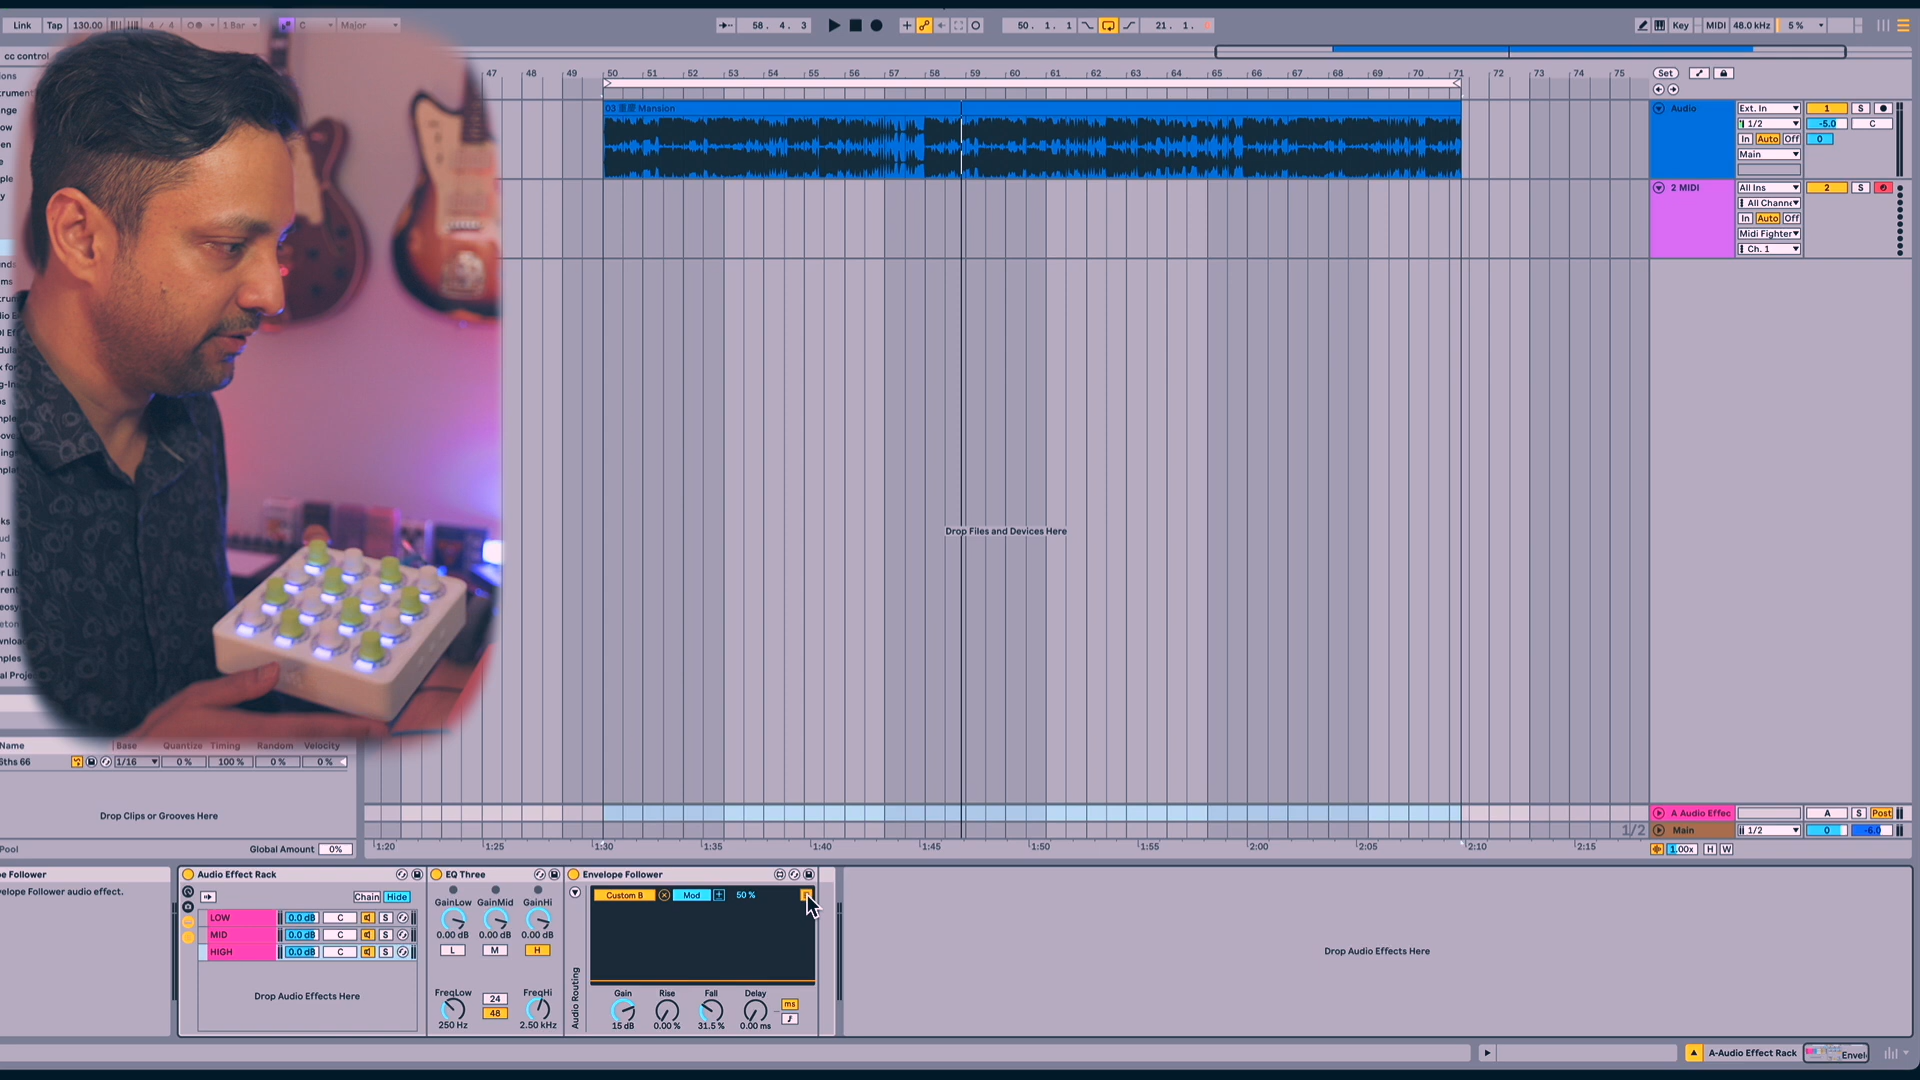 Link Tap 130.00 4 / 4 1 Bar C Major 58. 4. 3 50. 1. 1 21. 1. 0 Key MIDI 48.0 kHz 5 %
cc control
47 48 49 50 51 52 53 54 55 56 57 58 59 60 61 62 63 64 65 66 67 68 69 70 71 72 73 74 75 Set
03 Mansion
Audio Ext. In 1 S
1/2 -5.0 C
In Auto Off 0
Main
2 MIDI All Ins 2 S
All Channe
In Auto Off
Midi Fighter
Ch. 1
Drop Files and Devices Here
Name Base Quantize Timing Random Velocity
6ths 66 1/16 0 % 100 % 0 % 0 %
Drop Clips or Grooves Here
Pool Global Amount 0%
A Audio Effec A S Post
1/2 Main 1/2 0 -6.0
1:20 1:25 1:30 1:35 1:40 1:45 1:50 1:55 2:00 2:05 2:10 2:15 1.00x H W
e Follower
velope Follower audio effect.
Audio Effect Rack
Chain Hide
LOW 0.0 dB C S
MID 0.0 dB C S
HIGH 0.0 dB C S
Drop Audio Effects Here
EQ Three
GainLow GainMid GainHi
0.00 dB 0.00 dB 0.00 dB
L M H
FreqLow 24 FreqHi
48
250 Hz 2.50 kHz
Envelope Follower
Custom B Mod 50 %
Audio Routing
Gain Rise Fall Delay
ms
15 dB 0.00 % 31.5 % 0.00 ms
Drop Audio Effects Here
A-Audio Effect Rack Envel